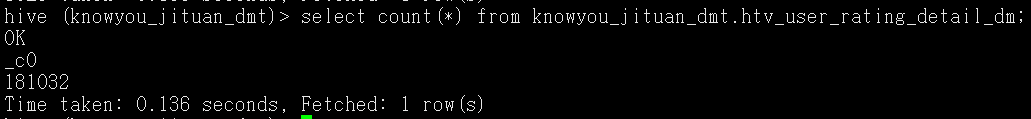 hive (knowyou_jituan_dmt)> select count(*) from knowyou_jituan_dmt.htv_user_rating_detail_dm;
OK
_c0
181032
Time taken: 0.136 seconds, Fetched: 1 row(s)